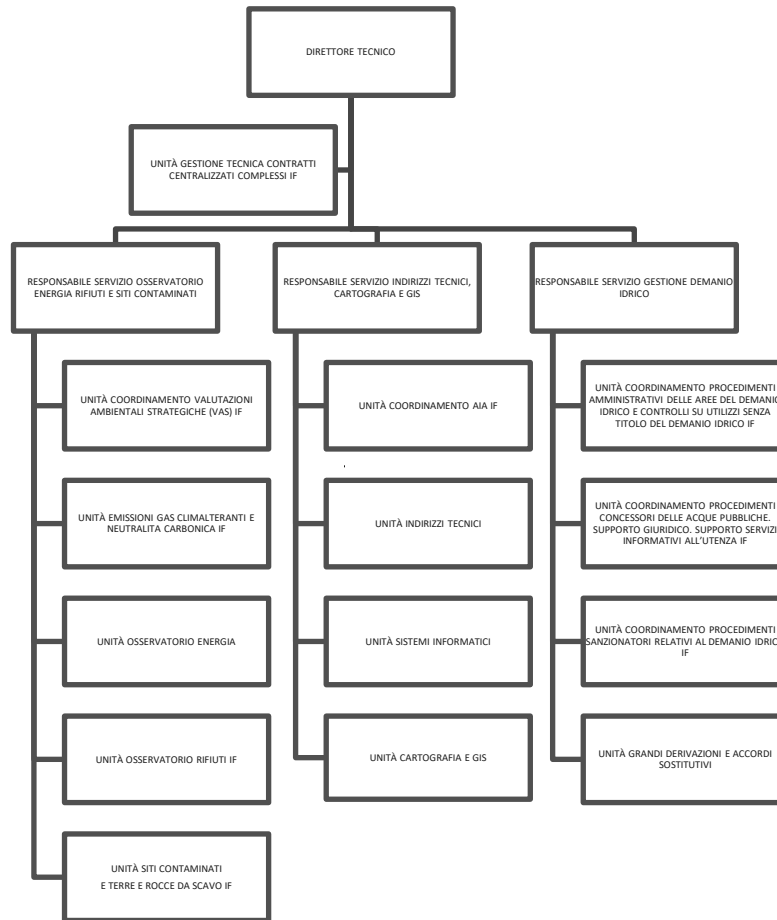 DIRETTORE TECNICO
UNITÀ GESTIONE TECNICA CONTRATTI
CENTRALIZZATI COMPLESSI IF
RESPONSABILE SERVIZIO OSSERVATORIO
ENERGIA RIFIUTI E SITI CONTAMINATI
UNITÀ COORDINAMENTO VALUTAZIONI
AMBIENTALI STRATEGICHE (VAS) IF
UNITÀ EMISSIONI GAS CLIMALTERANTI E
NEUTRALITA CARBONICA IF
UNITÀ OSSERVATORIO ENERGIA
UNITÀ OSSERVATORIO RIFIUTI IF
UNITÀ SITI CONTAMINATI
E TERRE E ROCCE DA SCAVO IF
RESPONSABILE SERVIZIO INDIRIZZI TECNICI,
CARTOGRAFIA E GIS
UNITÀ COORDINAMENTO AIA IF
UNITÀ INDIRIZZI TECNICI
UNITÀ SISTEMI INFORMATICI
UNITÀ CARTOGRAFIA E GIS
RESPONSABILE SERVIZIO GESTIONE DEMANIO
IDRICO
UNITÀ COORDINAMENTO PROCEDIMENTI
AMMINISTRATIVI DELLE AREE DEL DEMANIO
IDRICO E CONTROLLI SU UTILIZZI SENZA
TITOLO DEL DEMANIO IDRICO IF
UNITÀ COORDINAMENTO PROCEDIMENTI
CONCESSORI DELLE ACQUE PUBBLICHE.
SUPPORTO GIURIDICO. SUPPORTO SERVIZI
INFORMATIVI ALL'UTENZA IF
UNITÀ COORDINAMENTO PROCEDIMENTI
SANZIONATORI RELATIVI AL DEMANIO IDRICO
IF
UNITÀ GRANDI DERIVAZIONI E ACCORDI
SOSTITUTIVI